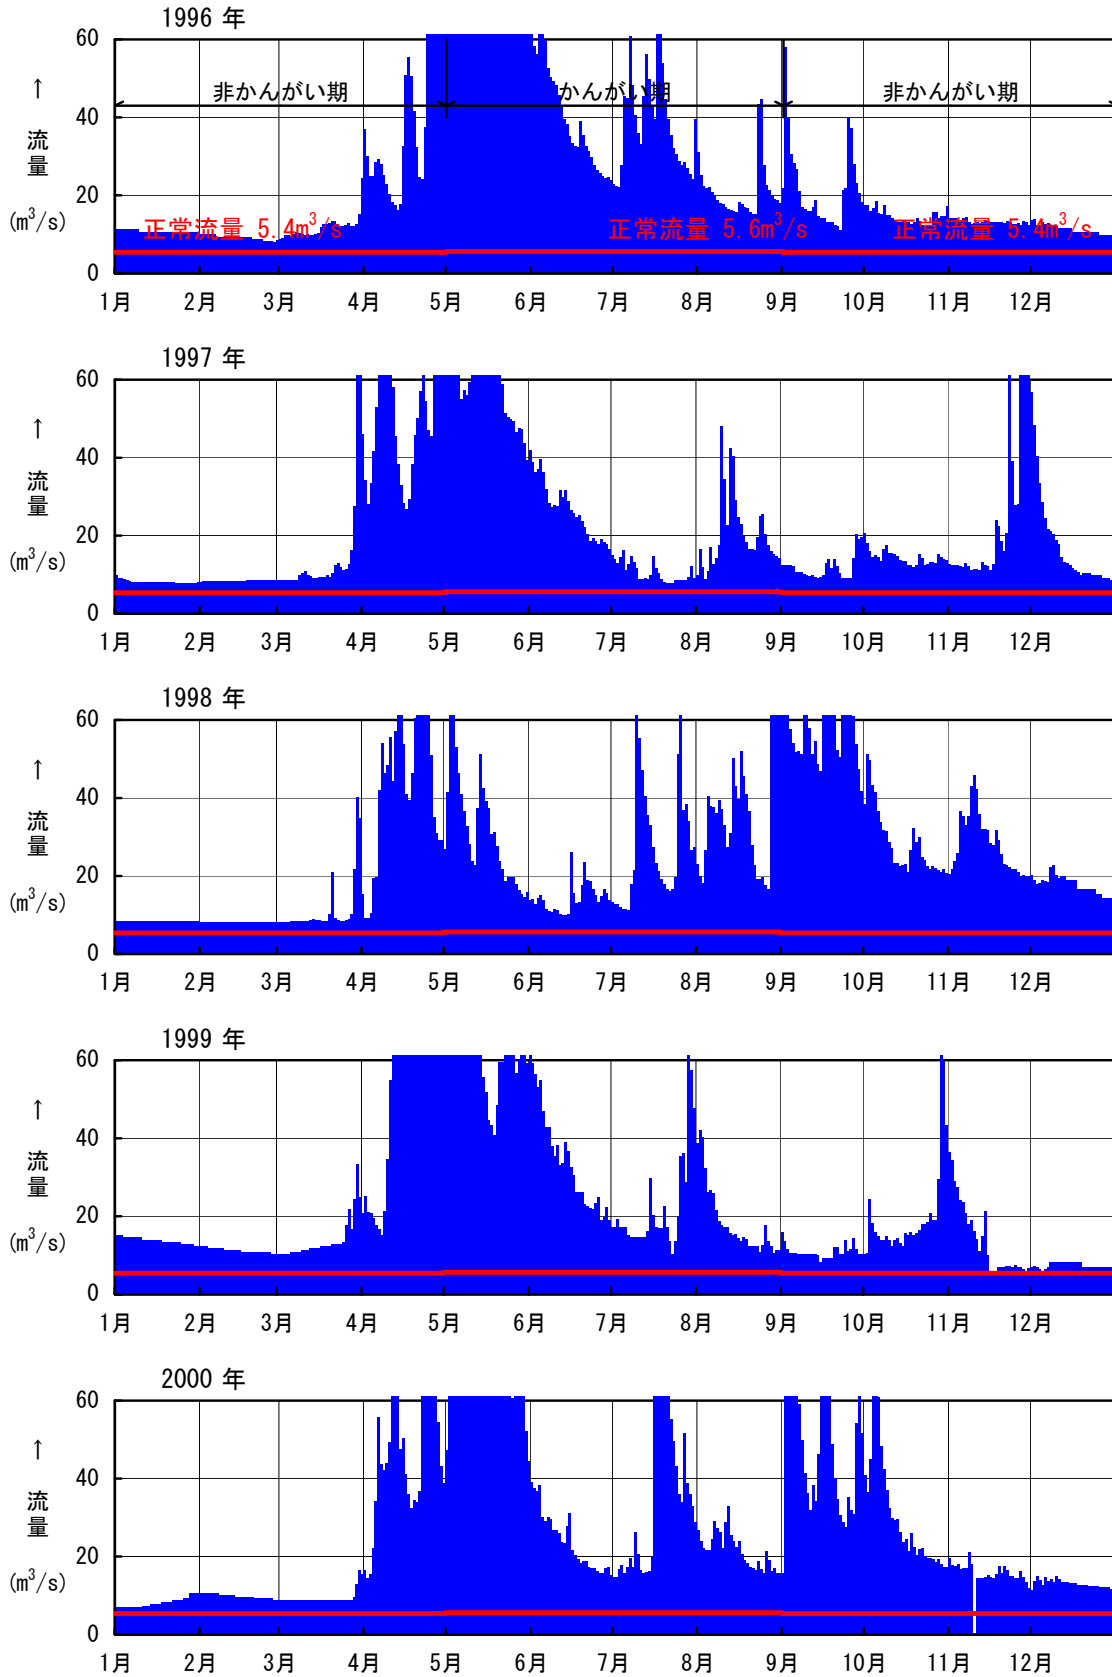 1996 年
60
↑
非かんがい期 かんがい期 非かんがい期
40
流
量
20
(m³/s)
正常流量 5.4m³/s 正常流量 5.6m³/s 正常流量 5.4m³/s
0
1月 2月 3月 4月 5月 6月 7月 8月 9月 10月 11月 12月
1997 年
60
↑
40
流
量
20
(m³/s)
0
1月 2月 3月 4月 5月 6月 7月 8月 9月 10月 11月 12月
1998 年
60
↑
40
流
量
20
(m³/s)
0
1月 2月 3月 4月 5月 6月 7月 8月 9月 10月 11月 12月
1999 年
60
↑
40
流
量
20
(m³/s)
0
1月 2月 3月 4月 5月 6月 7月 8月 9月 10月 11月 12月
2000 年
60
↑
40
流
量
20
(m³/s)
0
1月 2月 3月 4月 5月 6月 7月 8月 9月 10月 11月 12月